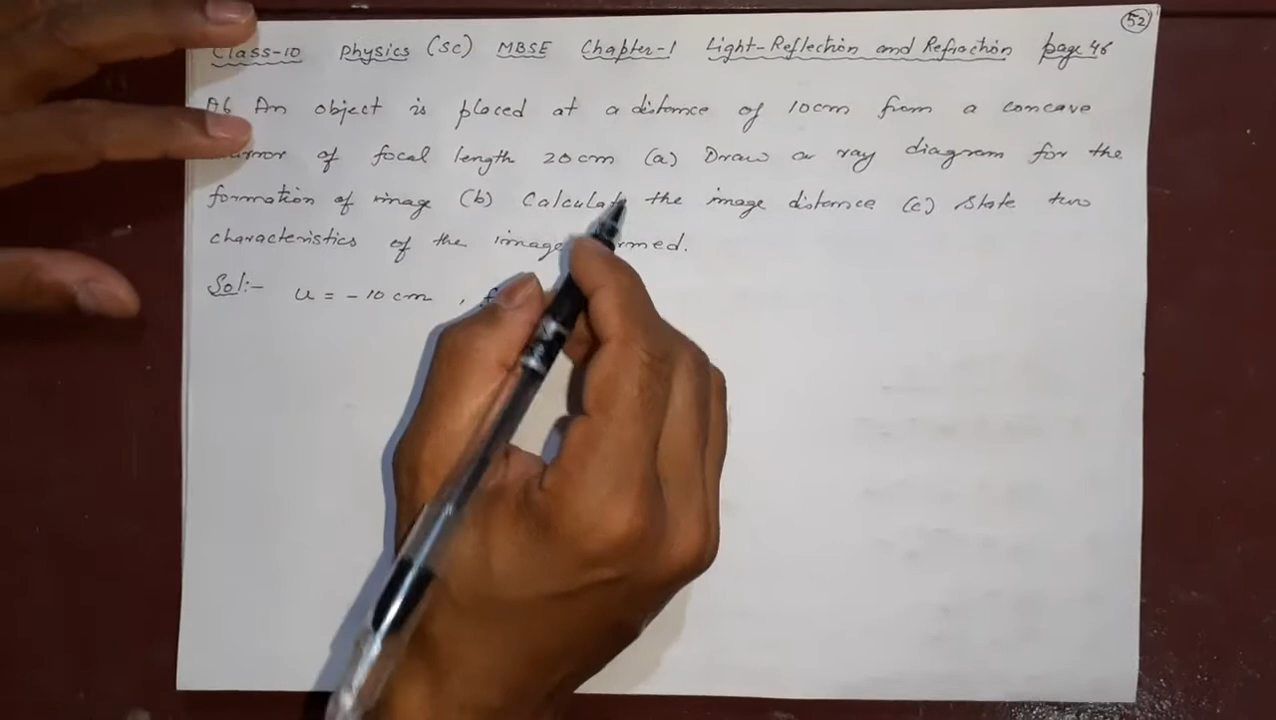 52
Class-10 Physics (SC) MBSE Chapter-1 Light-Reflection and Refraction page 46
An object is placed at a distance of 10cm from a concave
mirror of focal length 20cm (a) Draw a ray diagram for the
formation of image (b) Calculate the image distance (c) State two
characteristics of the image formed.
Sol:- u = -10 cm , f